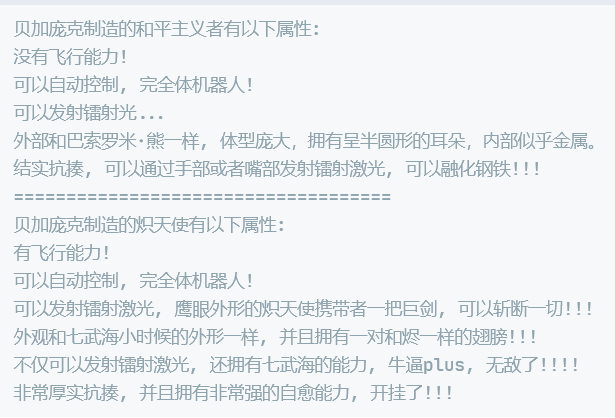 贝加庞克制造的和平主义者有以下属性:
没有飞行能力!
可以自动控制, 完全体机器人!
可以发射镭射光...
外部和巴索罗米·熊一样, 体型庞大, 拥有呈半圆形的耳朵, 内部似乎金属。
结实抗揍, 可以通过手部或者嘴部发射镭射激光, 可以融化钢铁!!!
====================================
贝加庞克制造的炽天使有以下属性:
有飞行能力!
可以自动控制, 完全体机器人!
可以发射镭射激光, 鹰眼外形的炽天使携带者一把巨剑, 可以斩断一切!!!
外观和七武海小时候的外形一样, 并且拥有一对和烬一样的翅膀!!!
不仅可以发射镭射激光, 还拥有七武海的能力, 牛逼plus, 无敌了!!!!
非常厚实抗揍, 并且拥有非常强的自愈能力, 开挂了!!!